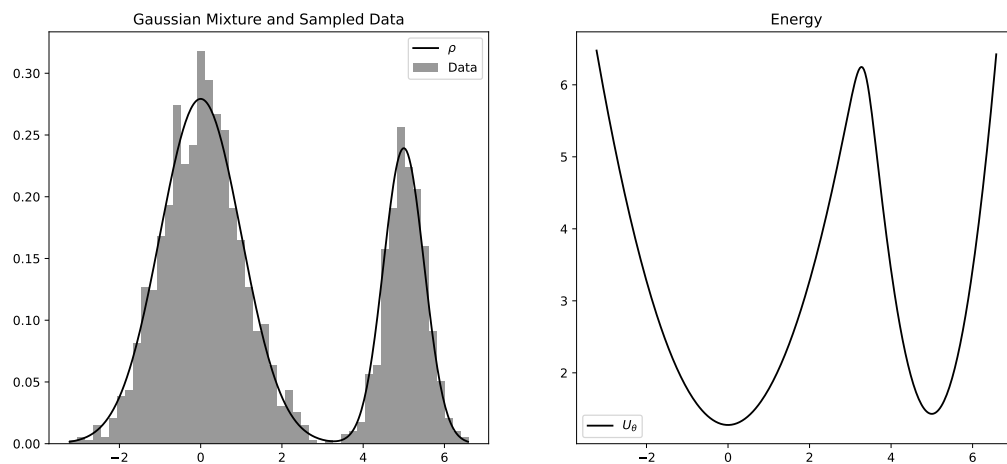 Gaussian Mixture and Sampled Data
ρ
Data
0.30
0.25
0.20
0.15
0.10
0.05
0.00
−2 0 2 4 6
Energy
6
5
4
3
2
U_θ
−2 0 2 4 6